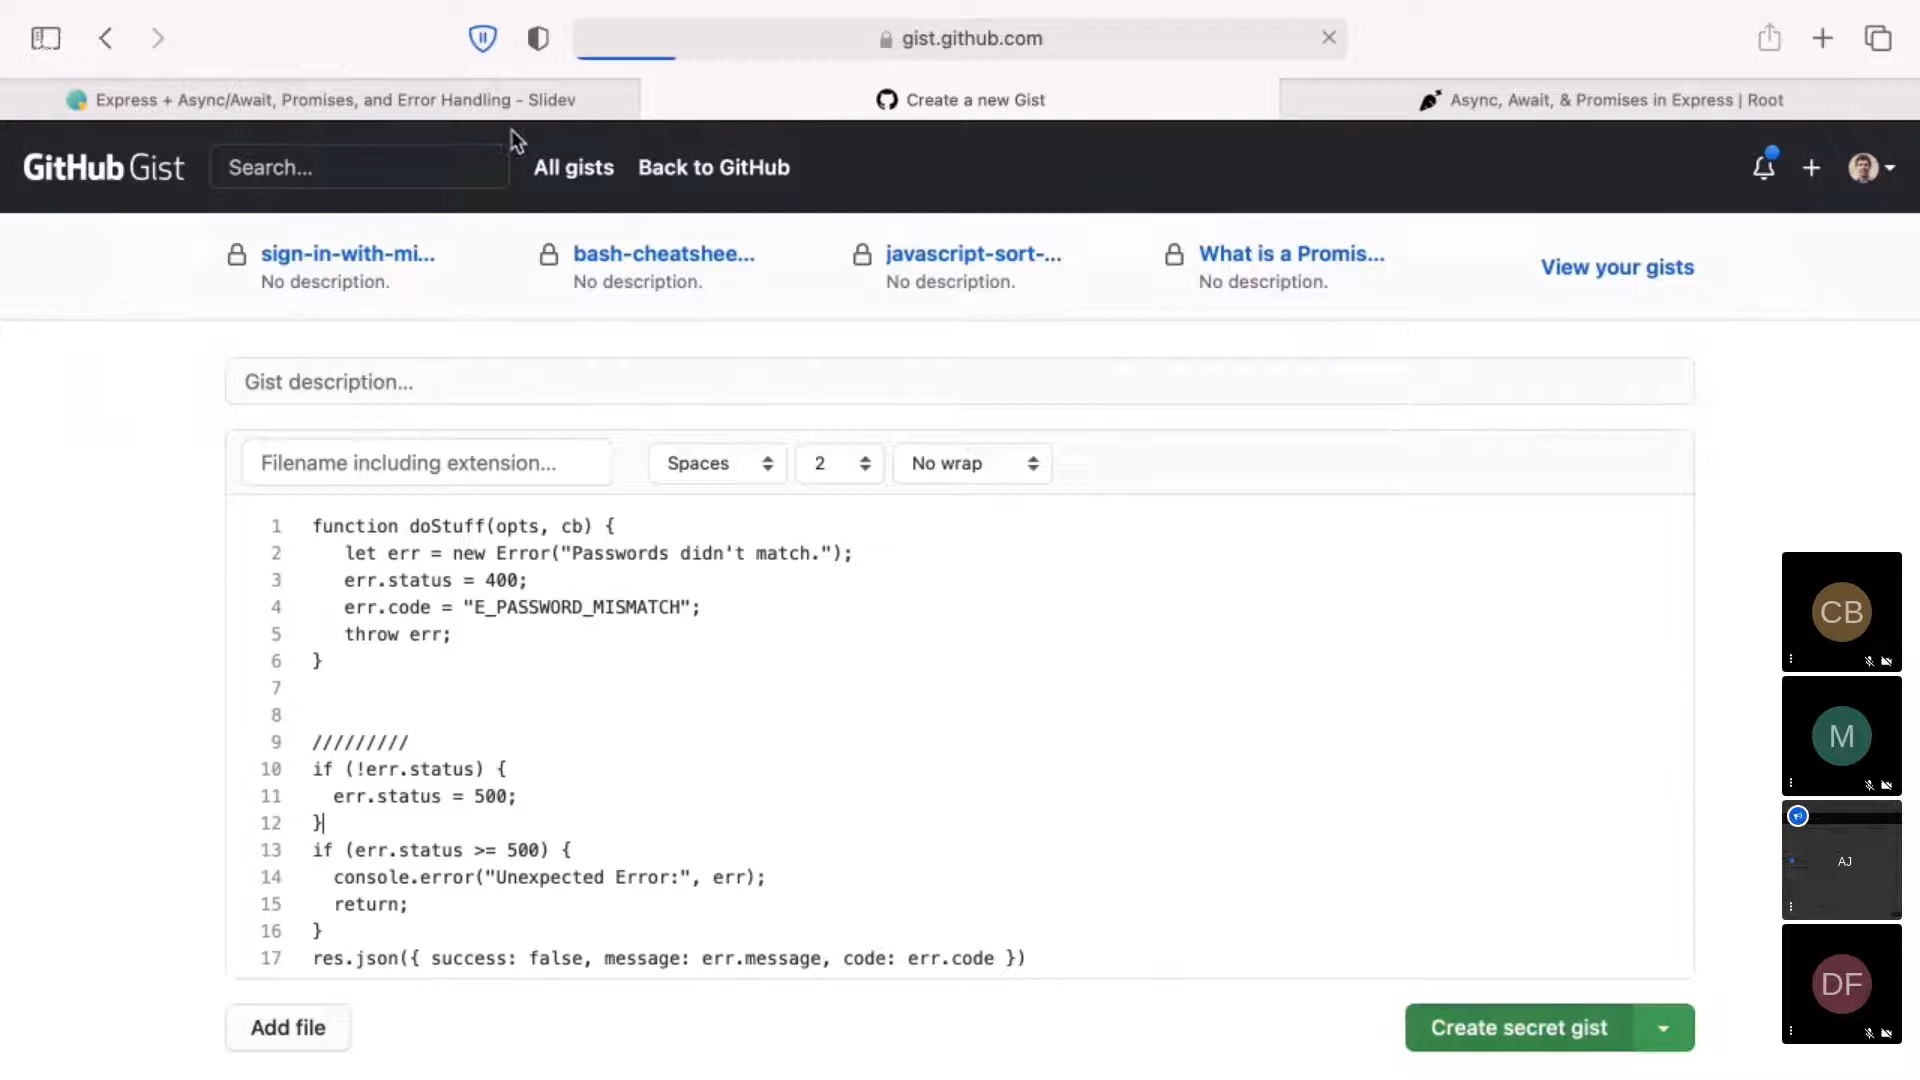 gist.github.com
Express + Async/Await, Promises, and Error Handling - Slidev
Create a new Gist
Async, Await, & Promises in Express | Root
GitHub Gist
Search...
All gists
Back to GitHub
sign-in-with-mi...
No description.
bash-cheatshee...
No description.
javascript-sort-...
No description.
What is a Promis...
No description.
View your gists
Gist description...
Filename including extension...
Spaces
2
No wrap
1 function doStuff(opts, cb) {
2 let err = new Error("Passwords didn't match.");
3 err.status = 400;
4 err.code = "E_PASSWORD_MISMATCH";
5 throw err;
6 }
7
8
9 /////////
10 if (!err.status) {
11 err.status = 500;
12 }
13 if (err.status >= 500) {
14 console.error("Unexpected Error:", err);
15 return;
16 }
17 res.json({ success: false, message: err.message, code: err.code })
Add file
Create secret gist
CB
M
AJ
DF